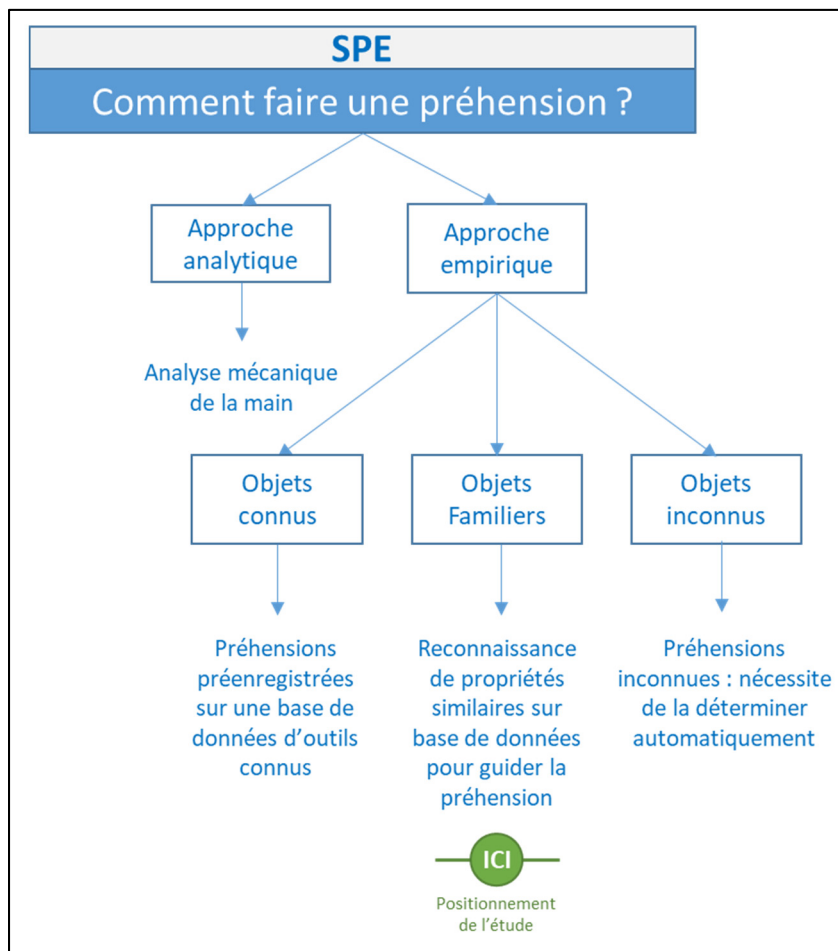 SPE
Comment faire une préhension ?
Approche
analytique
Approche
empirique
Analyse mécanique
de la main
Objets
connus
Objets
Familiers
Objets
inconnus
Préhensions
préenregistrées
sur une base de
données d'outils
connus
Reconnaissance
de propriétés
similaires sur
base de données
pour guider la
préhension
Préhensions
inconnues : nécessite
de la déterminer
automatiquement
ICI
Positionnement
de l'étude